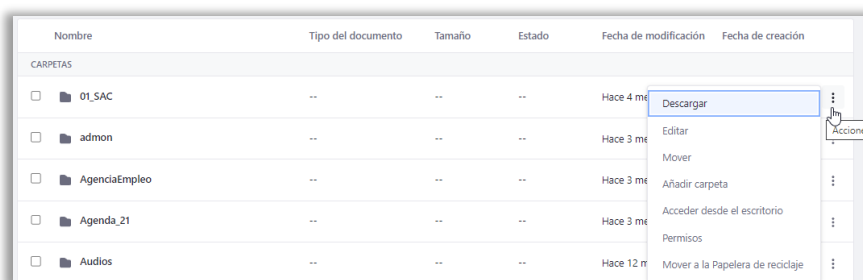 Nombre Tipo del documento Tamaño Estado Fecha de modificación Fecha de creación
CARPETAS
01_SAC -- -- -- Hace 4 me
Descargar
admon -- -- -- Hace 3 me
Editar
Accione
Mover
AgenciaEmpleo -- -- -- Hace 3 me
Añadir carpeta
Agenda_21 -- -- -- Hace 3 me
Acceder desde el escritorio
Permisos
Audios -- -- -- Hace 12 m
Mover a la Papelera de reciclaje